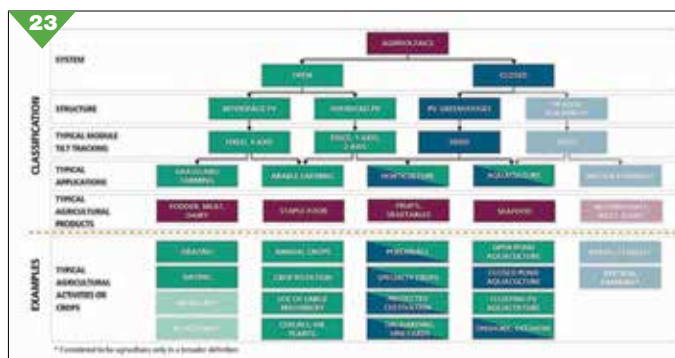 23
AGRIVOLTAICS
SYSTEM
OPEN
CLOSED
STRUCTURE
INTERSPACE PV
OVERHEAD PV
PV GREENHOUSES
TYPICAL MODULE
TILT TRACKING
FIXED, 1-AXIS
FIXED, 1-AXIS,
2-AXIS
FIXED
CLASSIFICATION
TYPICAL
APPLICATIONS
GRASSLAND
FARMING
ARABLE FARMING
HORTICULTURE
AQUACULTURE
TYPICAL
AGRICULTURAL
PRODUCTS
FODDER, MEAT,
DAIRY
STAPLE FOOD
FRUITS,
VEGETABLES
SEAFOOD
EXAMPLES
TYPICAL
AGRICULTURAL
ACTIVITIES OR
CROPS
GRAZING
ANNUAL CROPS
PERENNIALS
OPEN POND
AQUACULTURE
CROP ROTATION
SPECIALTY CROPS
CLOSED POND
AQUACULTURE
VERTICAL
FARMING
USE OF LARGE
MACHINERY
PROTECTED
CULTIVATION
FLOATING PV
AQUACULTURE
CEREALS, OIL
PLANTS
* Considered to be agrivoltaic only in a broader definition